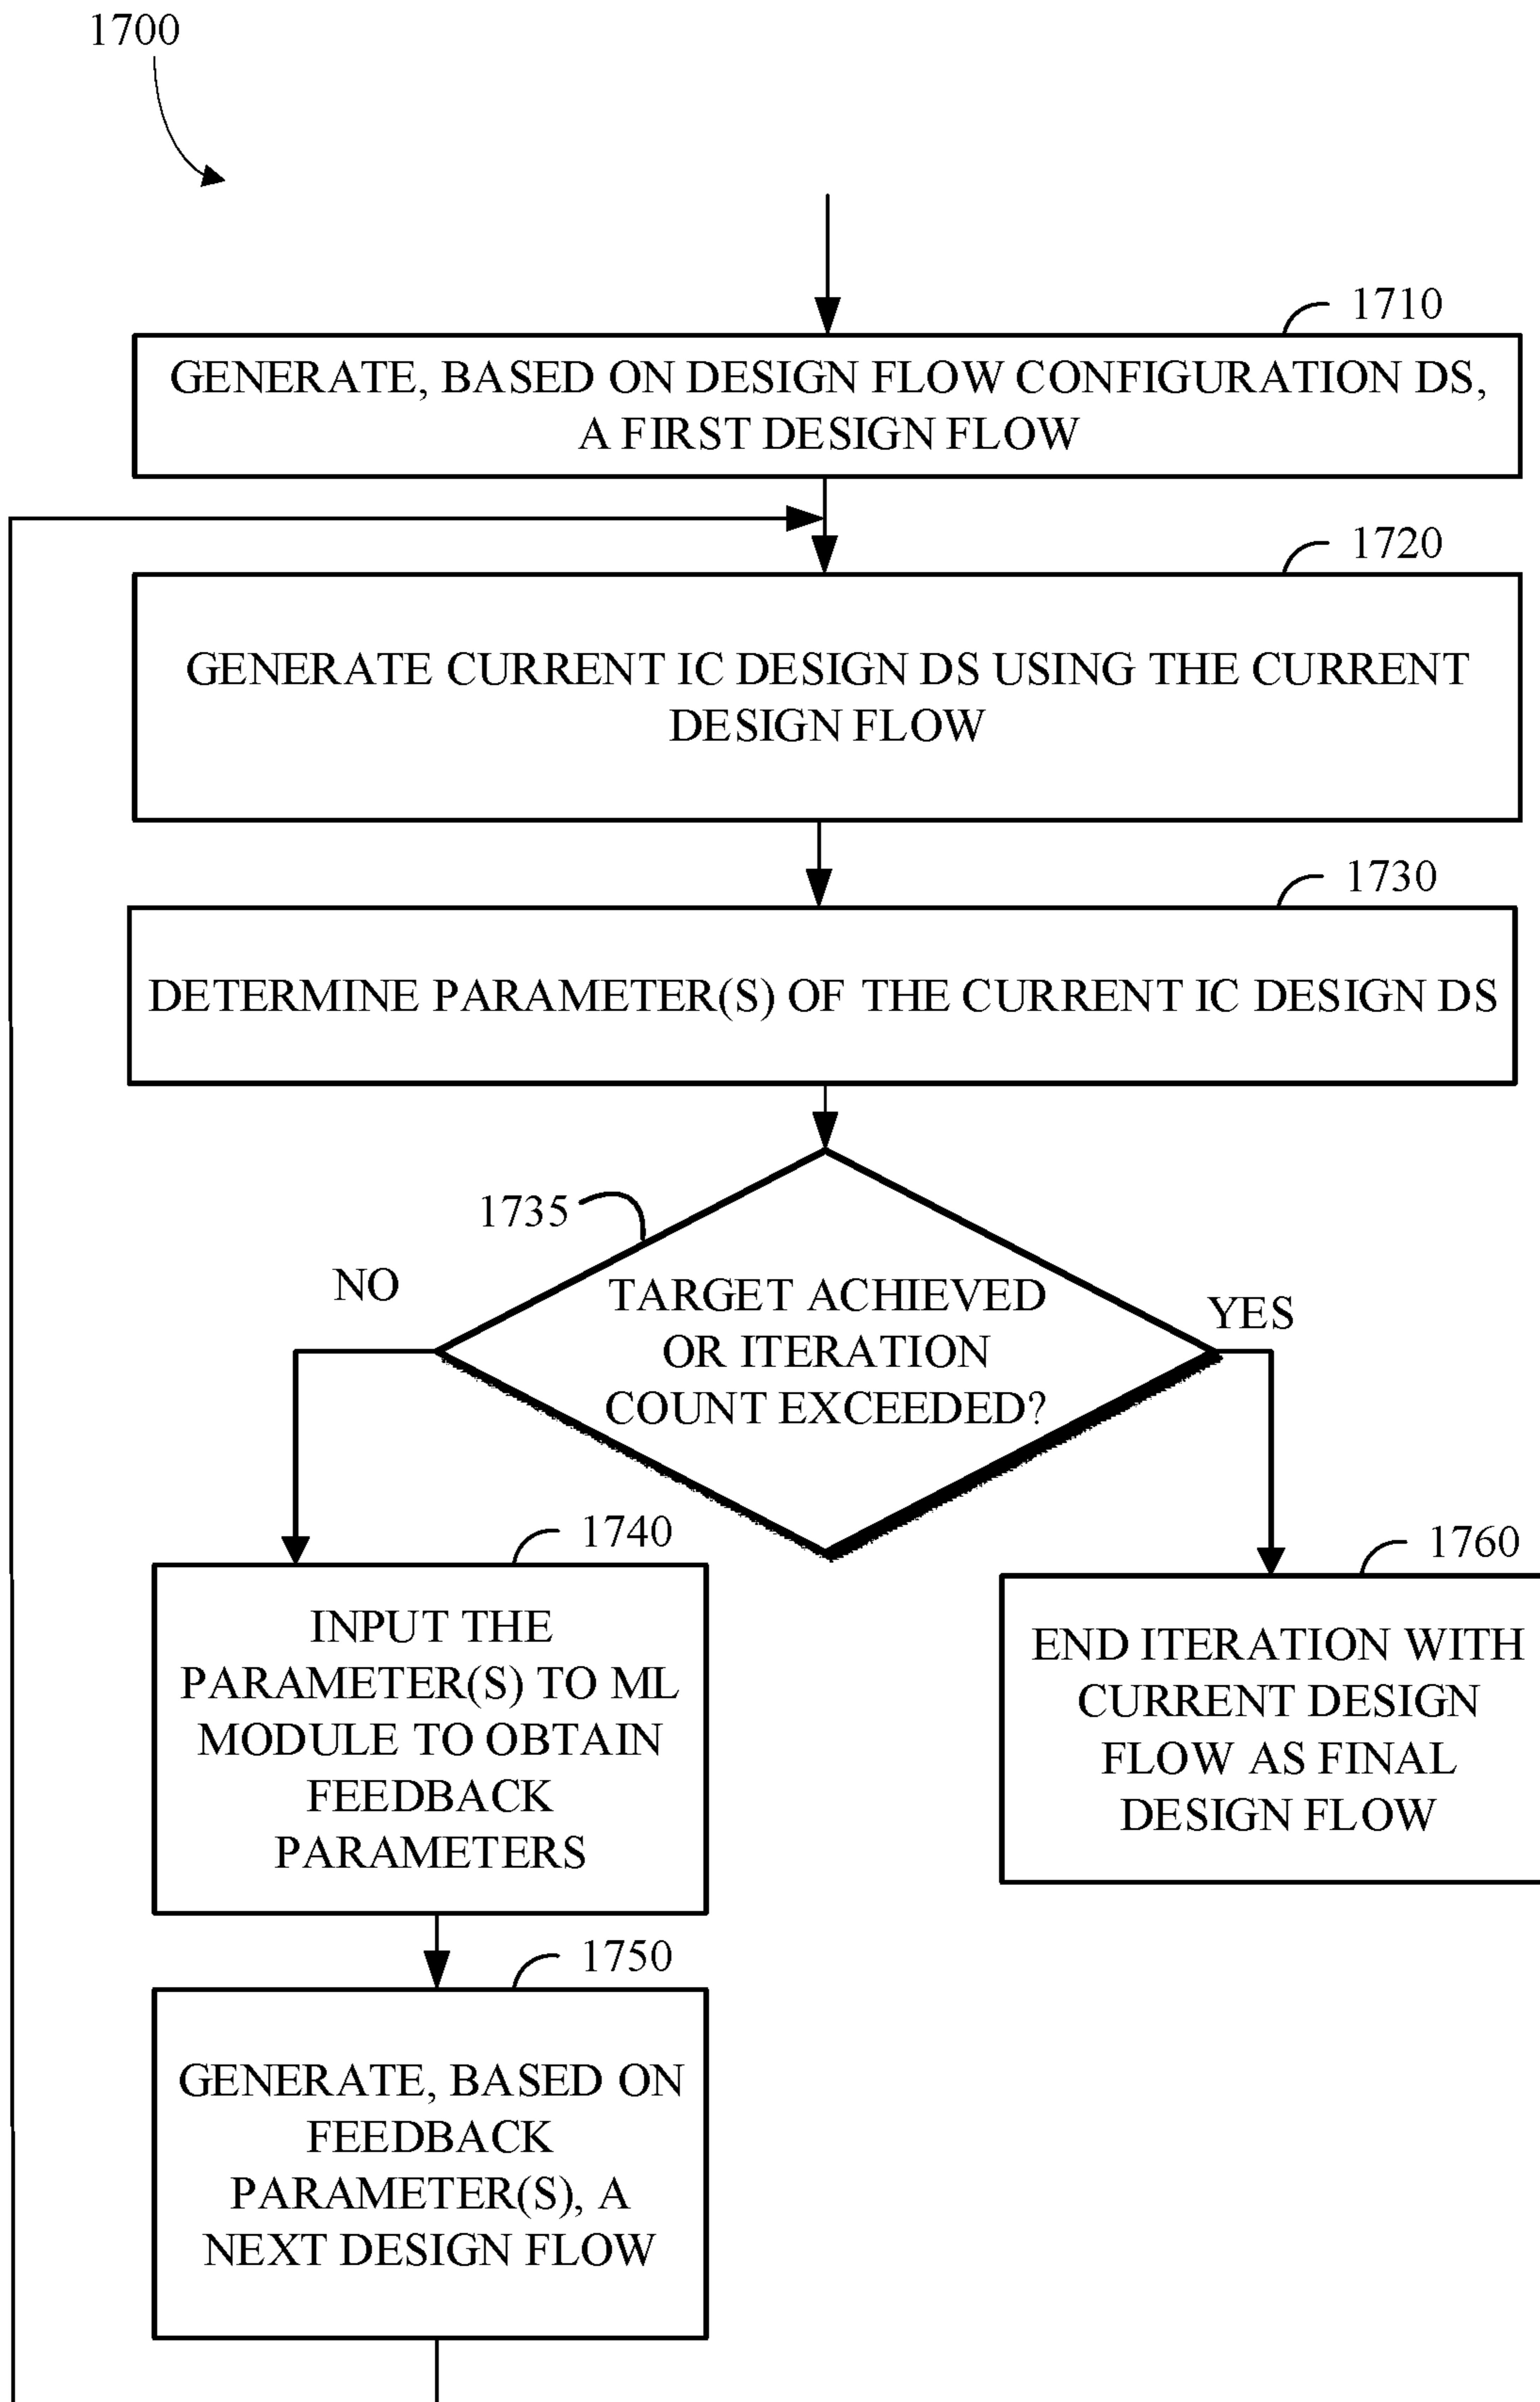 1700
1710
GENERATE, BASED ON DESIGN FLOW CONFIGURATION DS,
A FIRST DESIGN FLOW
1720
GENERATE CURRENT IC DESIGN DS USING THE CURRENT
DESIGN FLOW
1730
DETERMINE PARAMETER(S) OF THE CURRENT IC DESIGN DS
1735
NO
TARGET ACHIEVED
OR ITERATION
COUNT EXCEEDED?
YES
1740
INPUT THE
PARAMETER(S) TO ML
MODULE TO OBTAIN
FEEDBACK
PARAMETERS
1760
END ITERATION WITH
CURRENT DESIGN
FLOW AS FINAL
DESIGN FLOW
1750
GENERATE, BASED ON
FEEDBACK
PARAMETER(S), A
NEXT DESIGN FLOW